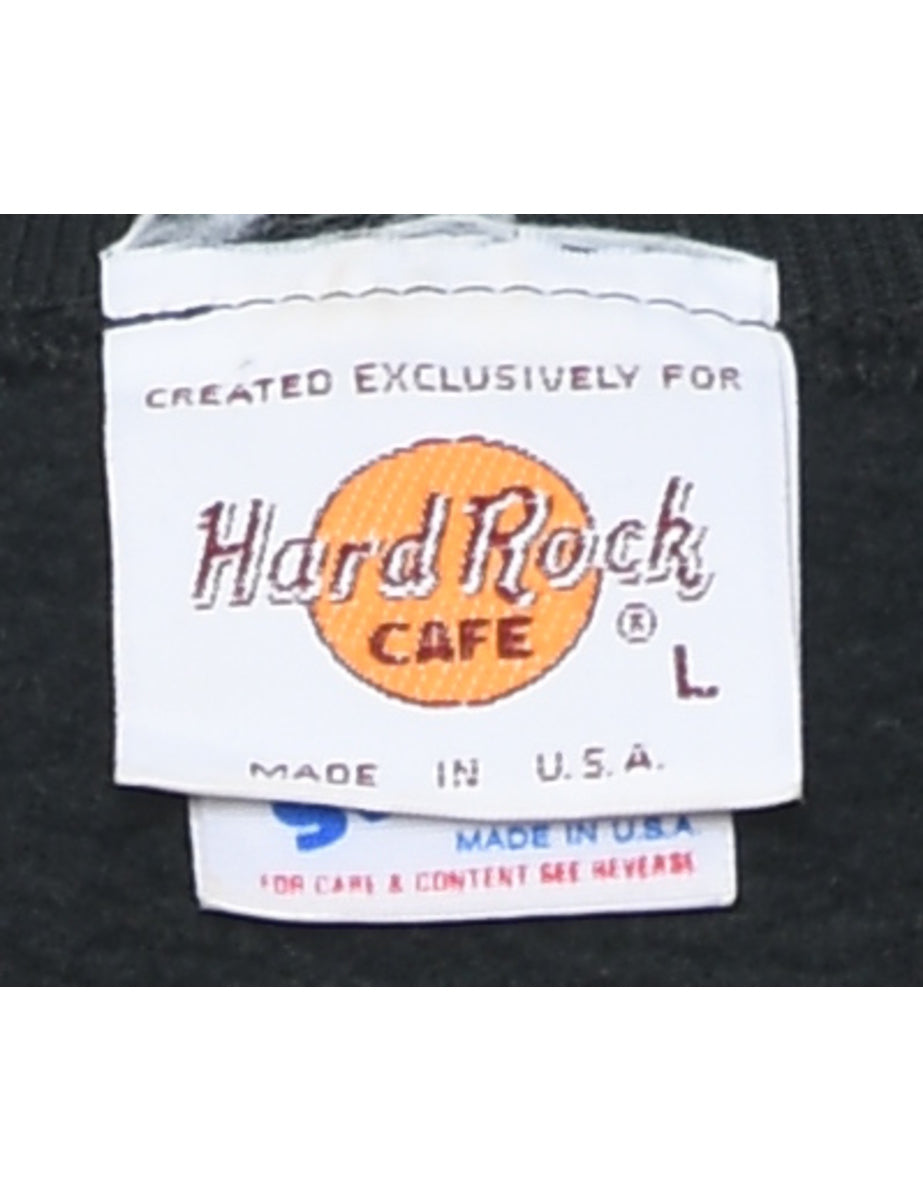 CREATED EXCLUSIVELY FOR
Hard Rock
CAFE ®
L
MADE IN U.S.A.
MADE IN U.S.A
FOR CARE & CONTENT SEE REVERSE